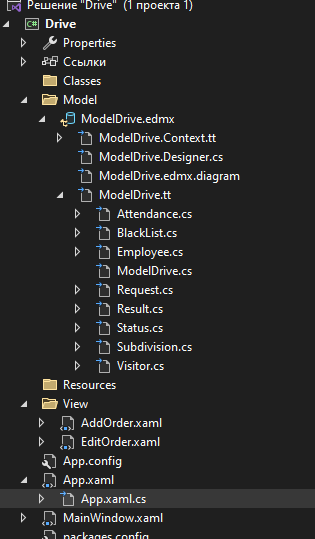 Решение "Drive" (1 проекта)
Drive
Properties
Ссылки
Classes
Model
ModelDrive.edmx
ModelDrive.Context.tt
ModelDrive.Designer.cs
ModelDrive.edmx.diagram
ModelDrive.tt
Attendance.cs
BlackList.cs
Employee.cs
ModelDrive.cs
Request.cs
Result.cs
Status.cs
Subdivision.cs
Visitor.cs
Resources
View
AddOrder.xaml
EditOrder.xaml
App.config
App.xaml
App.xaml.cs
MainWindow.xaml
packages.config